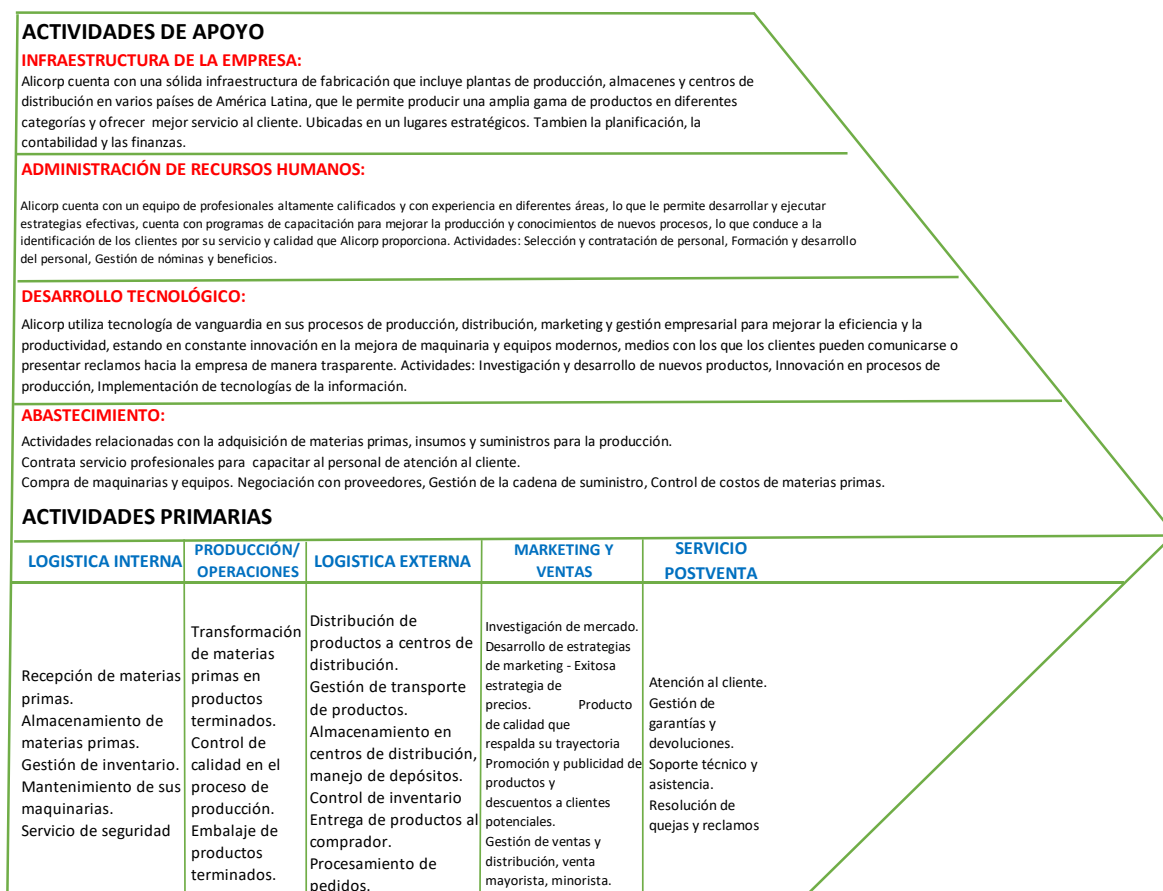 ACTIVIDADES DE APOYO
INFRAESTRUCTURA DE LA EMPRESA:
Alicorp cuenta con una sólida infraestructura de fabricación que incluye plantas de producción, almacenes y centros de
distribución en varios países de América Latina, que le permite producir una amplia gama de productos en diferentes
categorías y ofrecer mejor servicio al cliente. Ubicadas en un lugares estratégicos. Tambien la planificación, la
contabilidad y las finanzas.
ADMINISTRACIÓN DE RECURSOS HUMANOS:
Alicorp cuenta con un equipo de profesionales altamente calificados y con experiencia en diferentes áreas, lo que le permite desarrollar y ejecutar
estrategias efectivas, cuenta con programas de capacitación para mejorar la producción y conocimientos de nuevos procesos, lo que conduce a la
identificación de los clientes por su servicio y calidad que Alicorp proporciona. Actividades: Selección y contratación de personal, Formación y desarrollo
del personal, Gestión de nóminas y beneficios.
DESARROLLO TECNOLÓGICO:
Alicorp utiliza tecnología de vanguardia en sus procesos de producción, distribución, marketing y gestión empresarial para mejorar la eficiencia y la
productividad, estando en constante innovación en la mejora de maquinaria y equipos modernos, medios con los que los clientes pueden comunicarse o
presentar reclamos hacia la empresa de manera trasparente. Actividades: Investigación y desarrollo de nuevos productos, Innovación en procesos de
producción, Implementación de tecnologías de la información.
ABASTECIMIENTO:
Actividades relacionadas con la adquisición de materias primas, insumos y suministros para la producción.
Contrata servicio profesionales para capacitar al personal de atención al cliente.
Compra de maquinarias y equipos. Negociación con proveedores, Gestión de la cadena de suministro, Control de costos de materias primas.
ACTIVIDADES PRIMARIAS
LOGISTICA INTERNA
PRODUCCIÓN/
OPERACIONES
LOGISTICA EXTERNA
MARKETING Y
VENTAS
SERVICIO
POSTVENTA
Recepción de materias
primas.
Almacenamiento de
materias primas.
Gestión de inventario.
Mantenimiento de sus
maquinarias.
Servicio de seguridad
Transformación
de materias
primas en
productos
terminados.
Control de
calidad en el
proceso de
producción.
Embalaje de
productos
terminados.
Distribución de
productos a centros de
distribución.
Gestión de transporte
de productos.
Almacenamiento en
centros de distribución,
manejo de depósitos.
Control de inventario
Entrega de productos al
comprador.
Procesamiento de
pedidos.
Investigación de mercado.
Desarrollo de estrategias
de marketing - Exitosa
estrategia de
precios. Producto
de calidad que
respalda su trayectoria
Promoción y publicidad de
productos y
descuentos a clientes
potenciales.
Gestión de ventas y
distribución, venta
mayorista, minorista.
Atención al cliente.
Gestión de
garantías y
devoluciones.
Soporte técnico y
asistencia.
Resolución de
quejas y reclamos